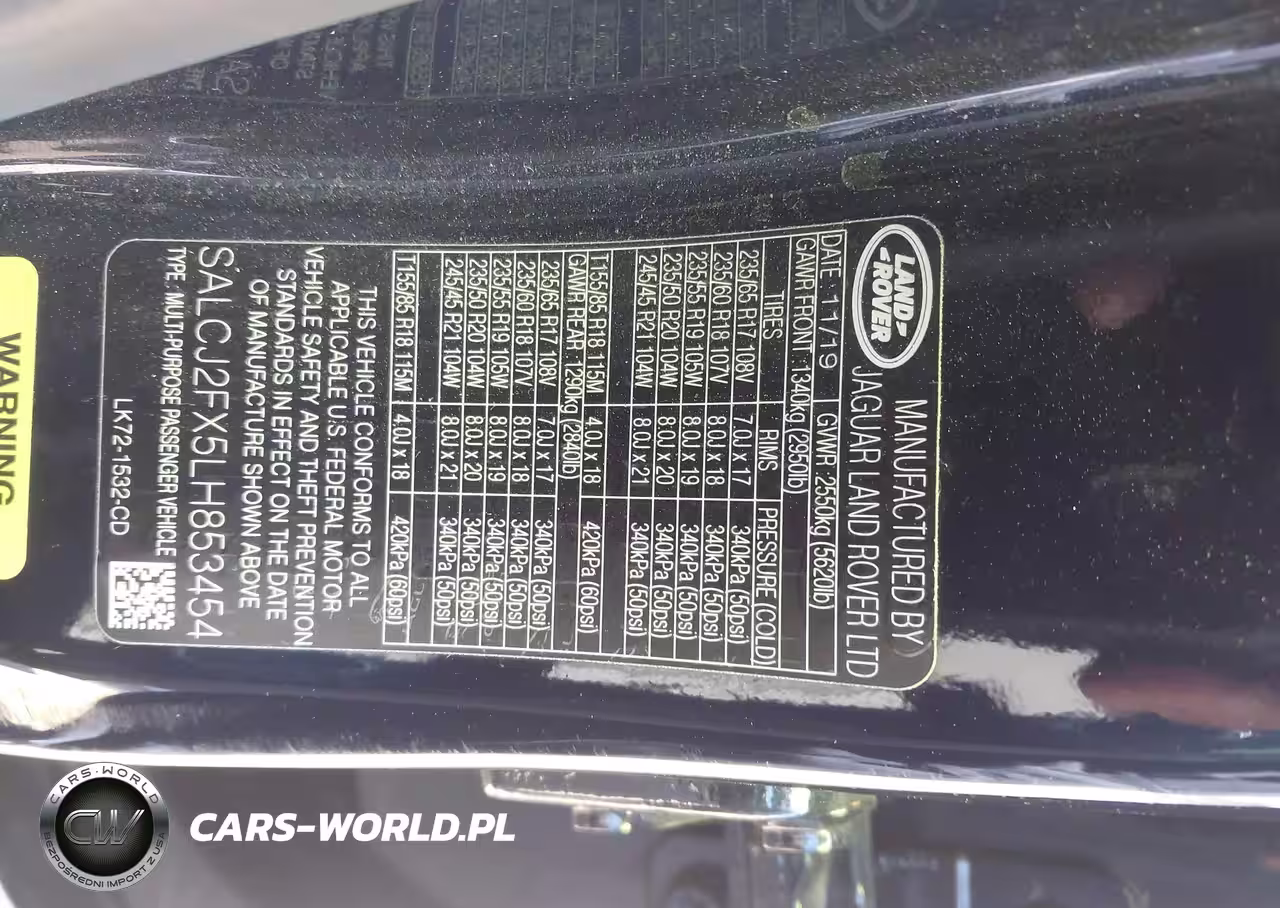 LAND
ROVER
MANUFACTURED BY
JAGUAR LAND ROVER LTD
DATE 11/19 GVWR 2550kg (5620lb)
GAWR FRONT 1340kg (2950lb)
TIRES RIMS PRESSURE (COLD)
235/65 R17 108V 7.0J x 17 340kPa (50psi)
235/60 R18 107V 8.0J x 18 340kPa (50psi)
235/55 R19 105W 8.0J x 19 340kPa (50psi)
235/50 R20 104W 8.0J x 20 340kPa (50psi)
245/45 R21 104W 8.0J x 21 340kPa (50psi)
T155/85 R18 115M 4.0J x 18 420kPa (60psi)
GAWR REAR 1290kg (2840lb)
235/65 R17 108V 7.0J x 17 340kPa (50psi)
235/60 R18 107V 8.0J x 18 340kPa (50psi)
235/55 R19 105W 8.0J x 19 340kPa (50psi)
235/50 R20 104W 8.0J x 20 340kPa (50psi)
245/45 R21 104W 8.0J x 21 340kPa (50psi)
T155/85 R18 115M 4.0J x 18 420kPa (60psi)
THIS VEHICLE CONFORMS TO ALL
APPLICABLE U.S. FEDERAL MOTOR
VEHICLE SAFETY AND THEFT PREVENTION
STANDARDS IN EFFECT ON THE DATE
OF MANUFACTURE SHOWN ABOVE
SALCJ2FX5LH853454
TYPE: MULTI-PURPOSE PASSENGER VEHICLE
LK72-1532-CD
WARNING
CARS-WORLD
CW
BEZPOŚREDNI IMPORT Z USA
CARS-WORLD.PL